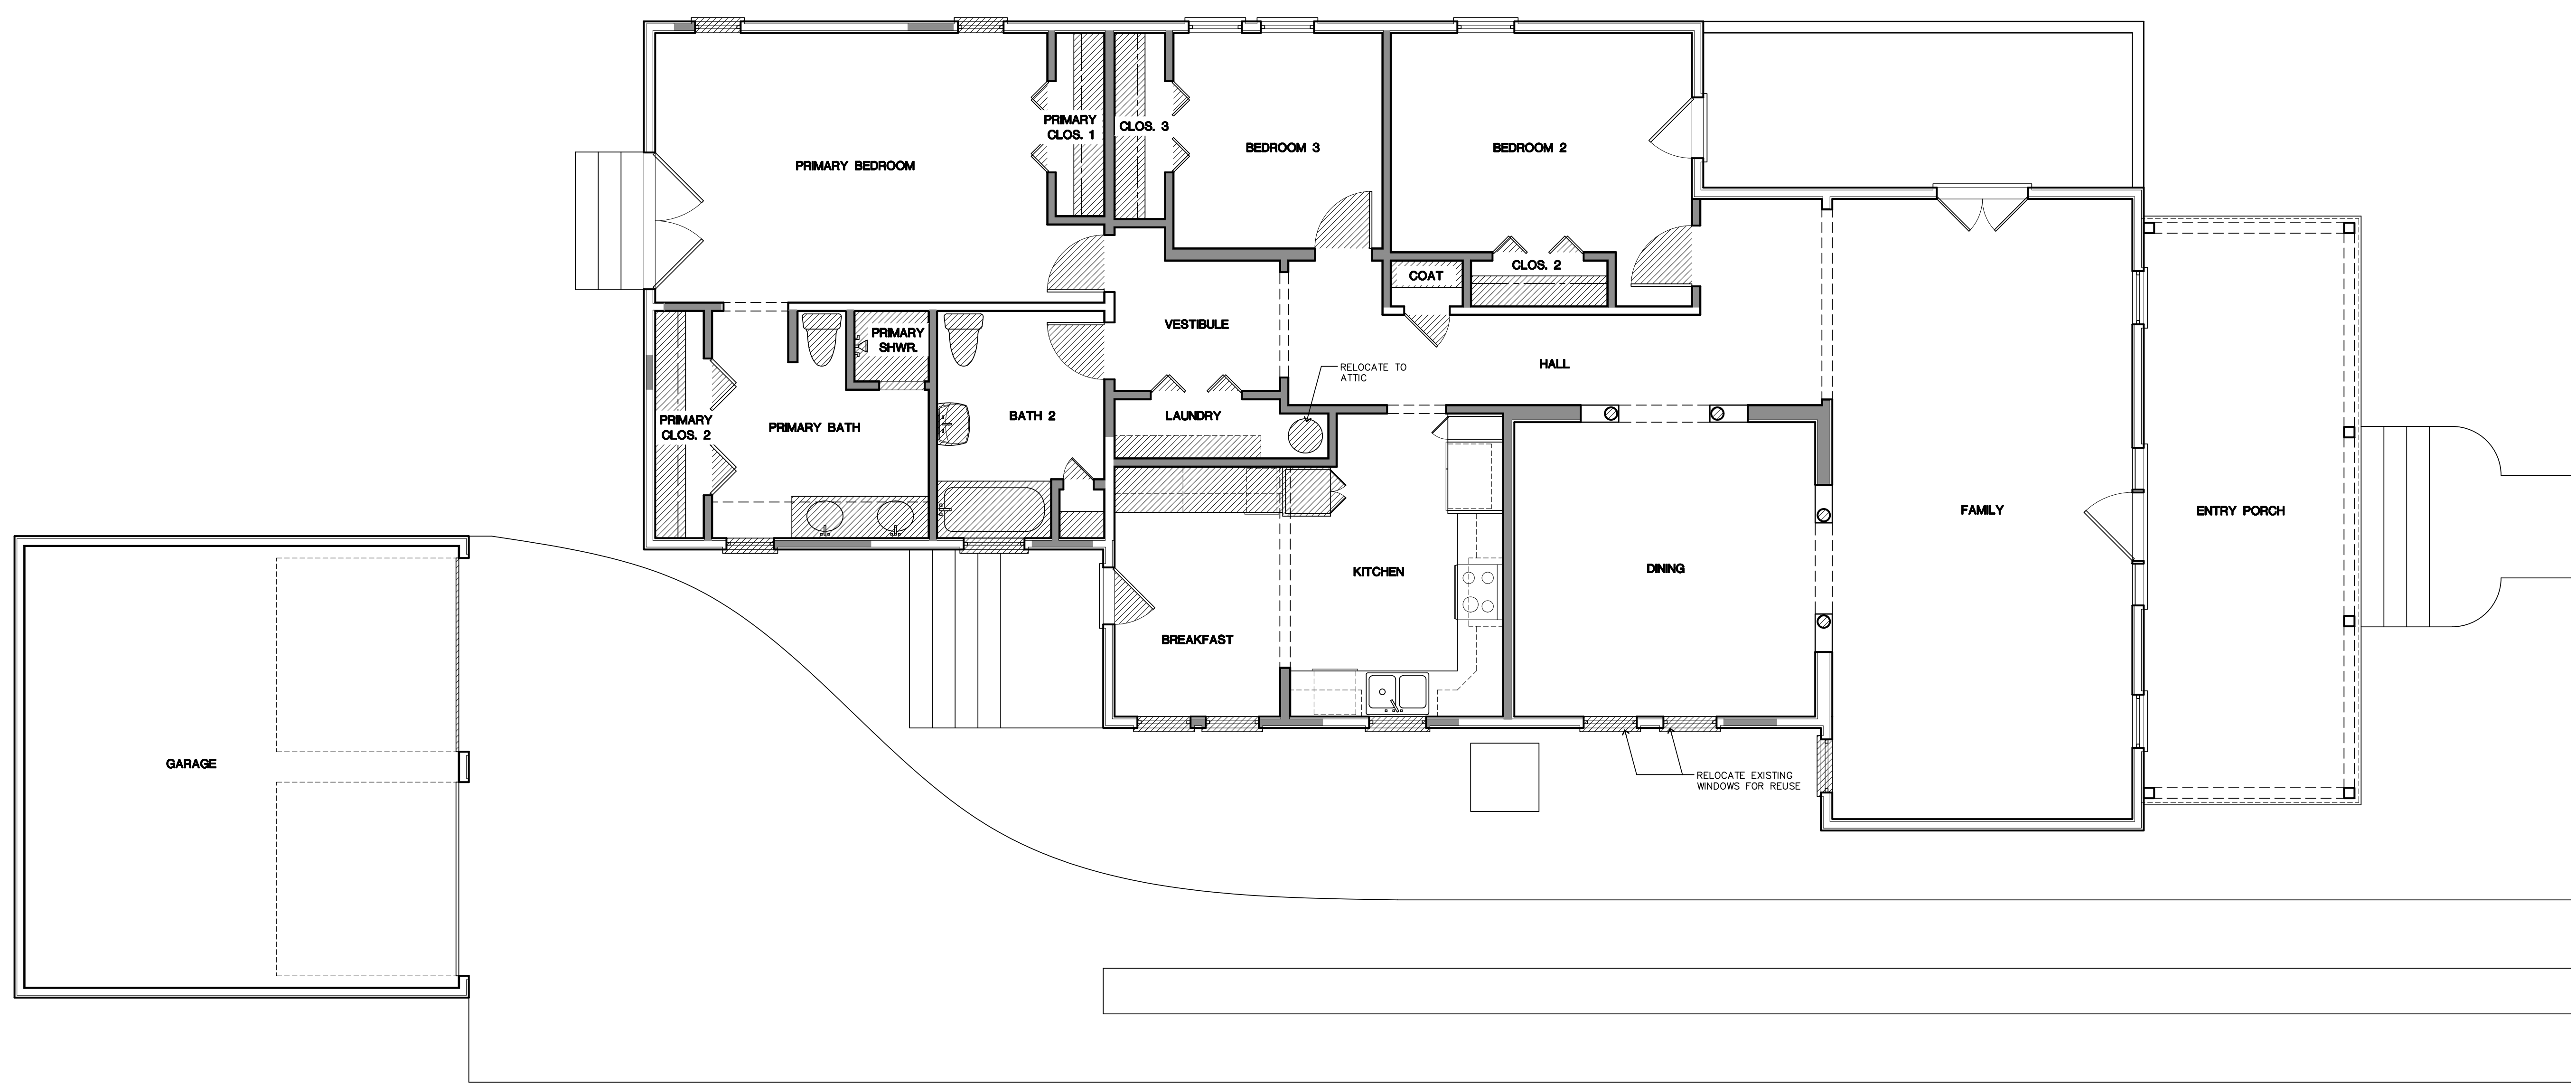 PRIMARY
CLOS. 1
CLOS. 3
PRIMARY BEDROOM
BEDROOM 3
BEDROOM 2
COAT
CLOS. 2
VESTIBULE
PRIMARY
SHWR.
HALL
RELOCATE TO
ATTIC
PRIMARY
CLOS. 2
PRIMARY BATH
BATH 2
LAUNDRY
FAMILY
ENTRY PORCH
KITCHEN
DINING
BREAKFAST
GARAGE
RELOCATE EXISTING
WINDOWS FOR REUSE